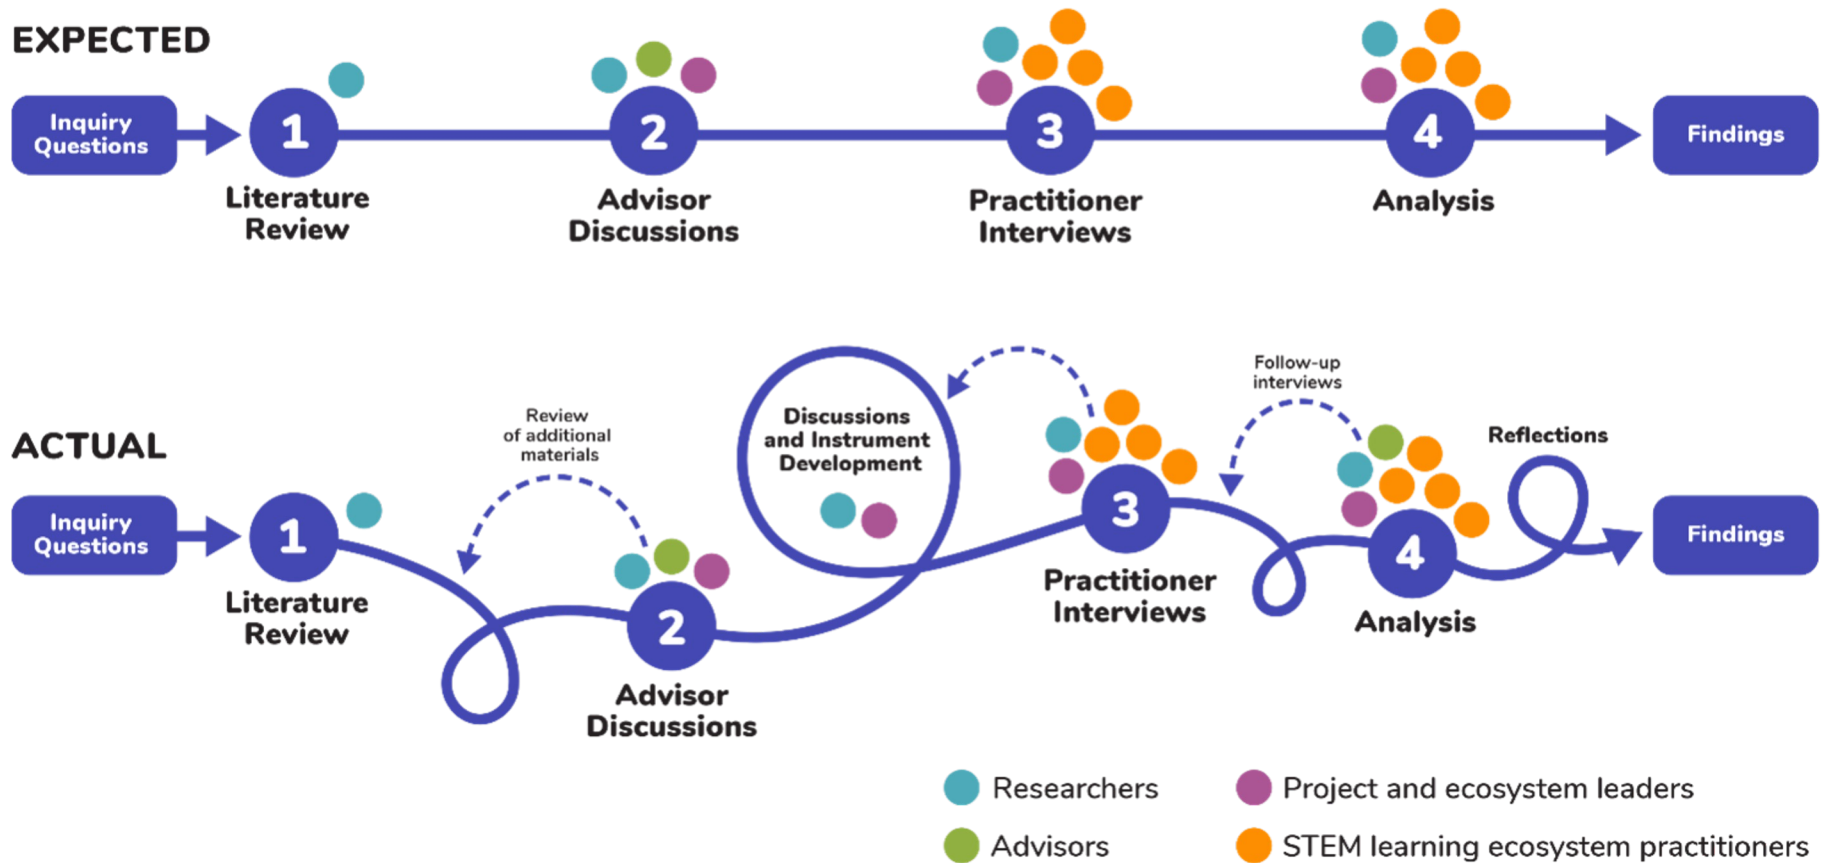 EXPECTED
Inquiry
Questions
1
2
3
4
Findings
Literature
Review
Advisor
Discussions
Practitioner
Interviews
Analysis
ACTUAL
Inquiry
Questions
1
Literature
Review
Review
of additional
materials
2
Advisor
Discussions
Discussions
and Instrument
Development
3
Practitioner
Interviews
Follow-up
interviews
4
Analysis
Reflections
Findings
Researchers
Project and ecosystem leaders
Advisors
STEM learning ecosystem practitioners